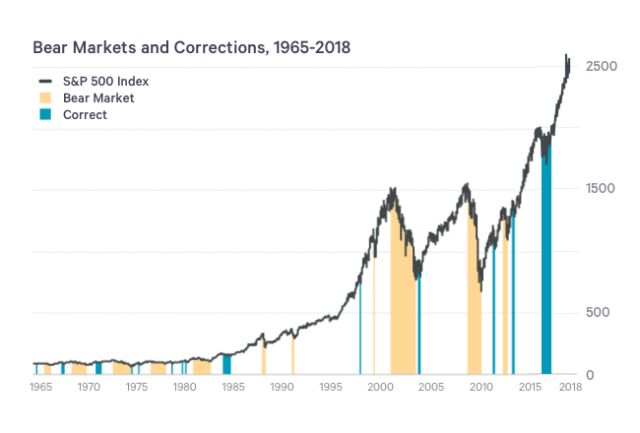 Bear Markets and Corrections, 1965-2018
S&P 500 Index
Bear Market
Correct
2500
1500
500
0
1965 1970 1975 1980 1985 1990 1995 2000 2005 2010 2015 2018